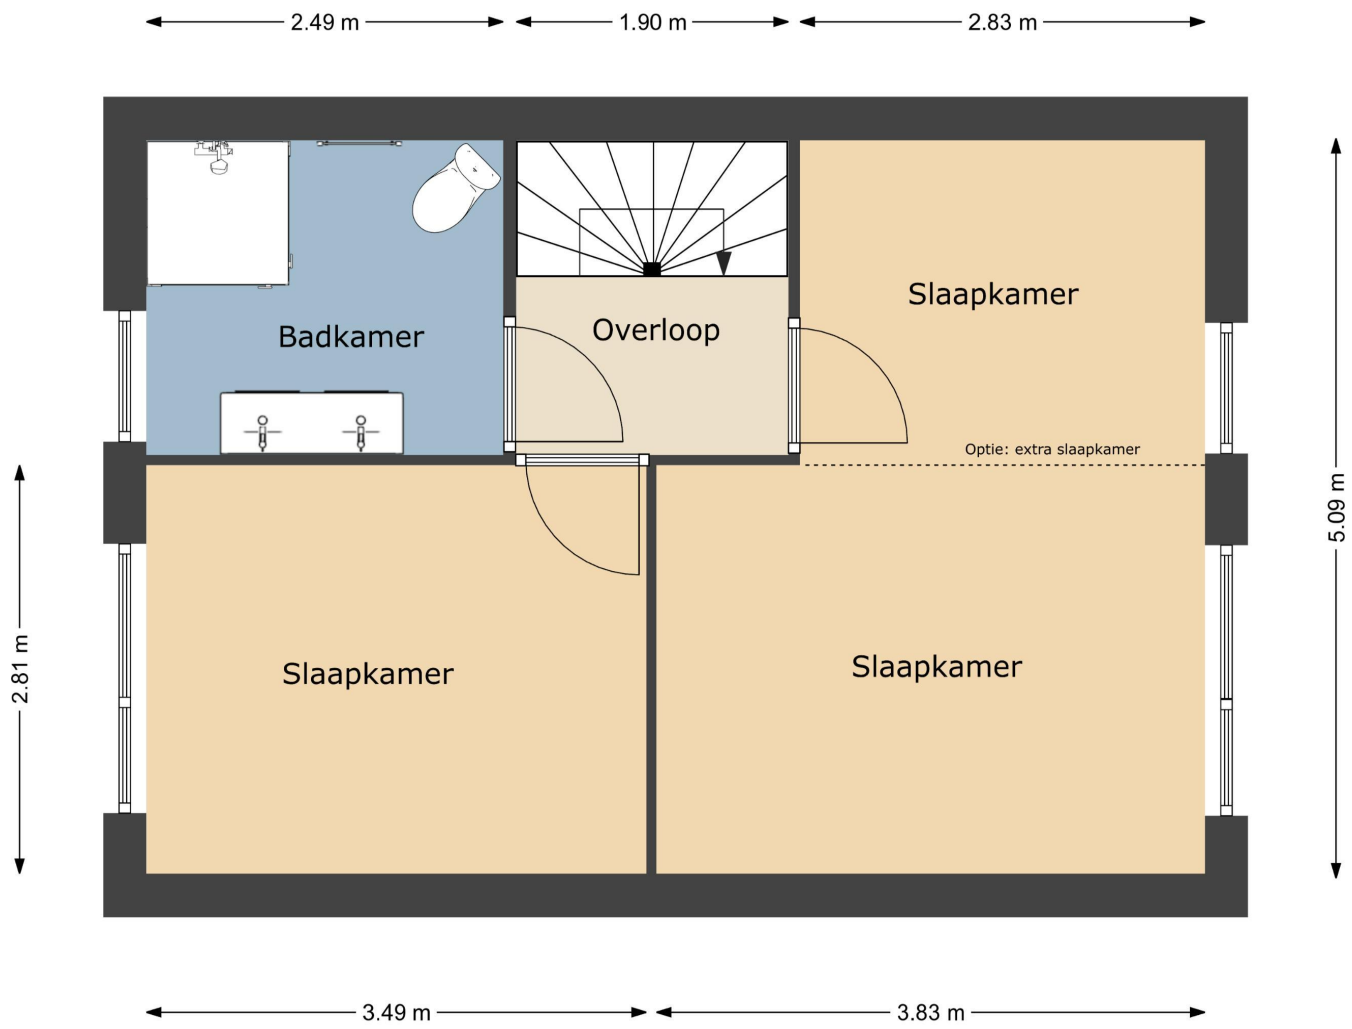 2.49 m
1.90 m
2.83 m
Slaapkamer
Badkamer
Overloop
Optie: extra slaapkamer
5.09 m
2.81 m
Slaapkamer
Slaapkamer
3.49 m
3.83 m